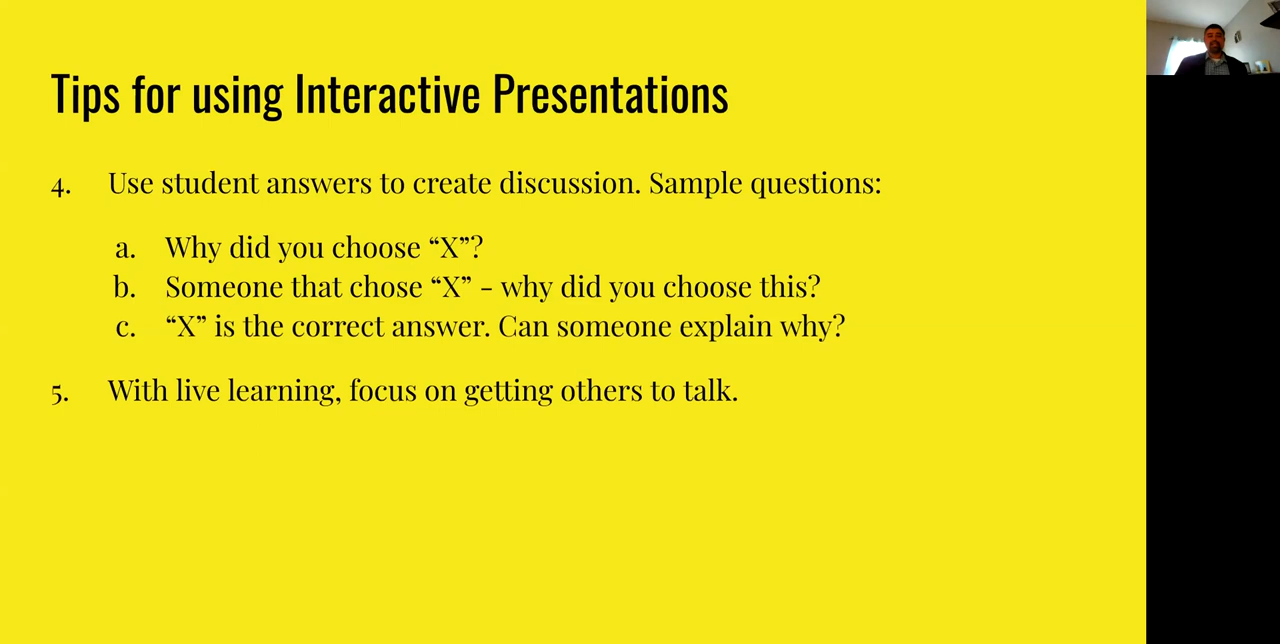 Tips for using Interactive Presentations
4. Use student answers to create discussion. Sample questions:
a. Why did you choose “X”?
b. Someone that chose “X” - why did you choose this?
c. “X” is the correct answer. Can someone explain why?
5. With live learning, focus on getting others to talk.